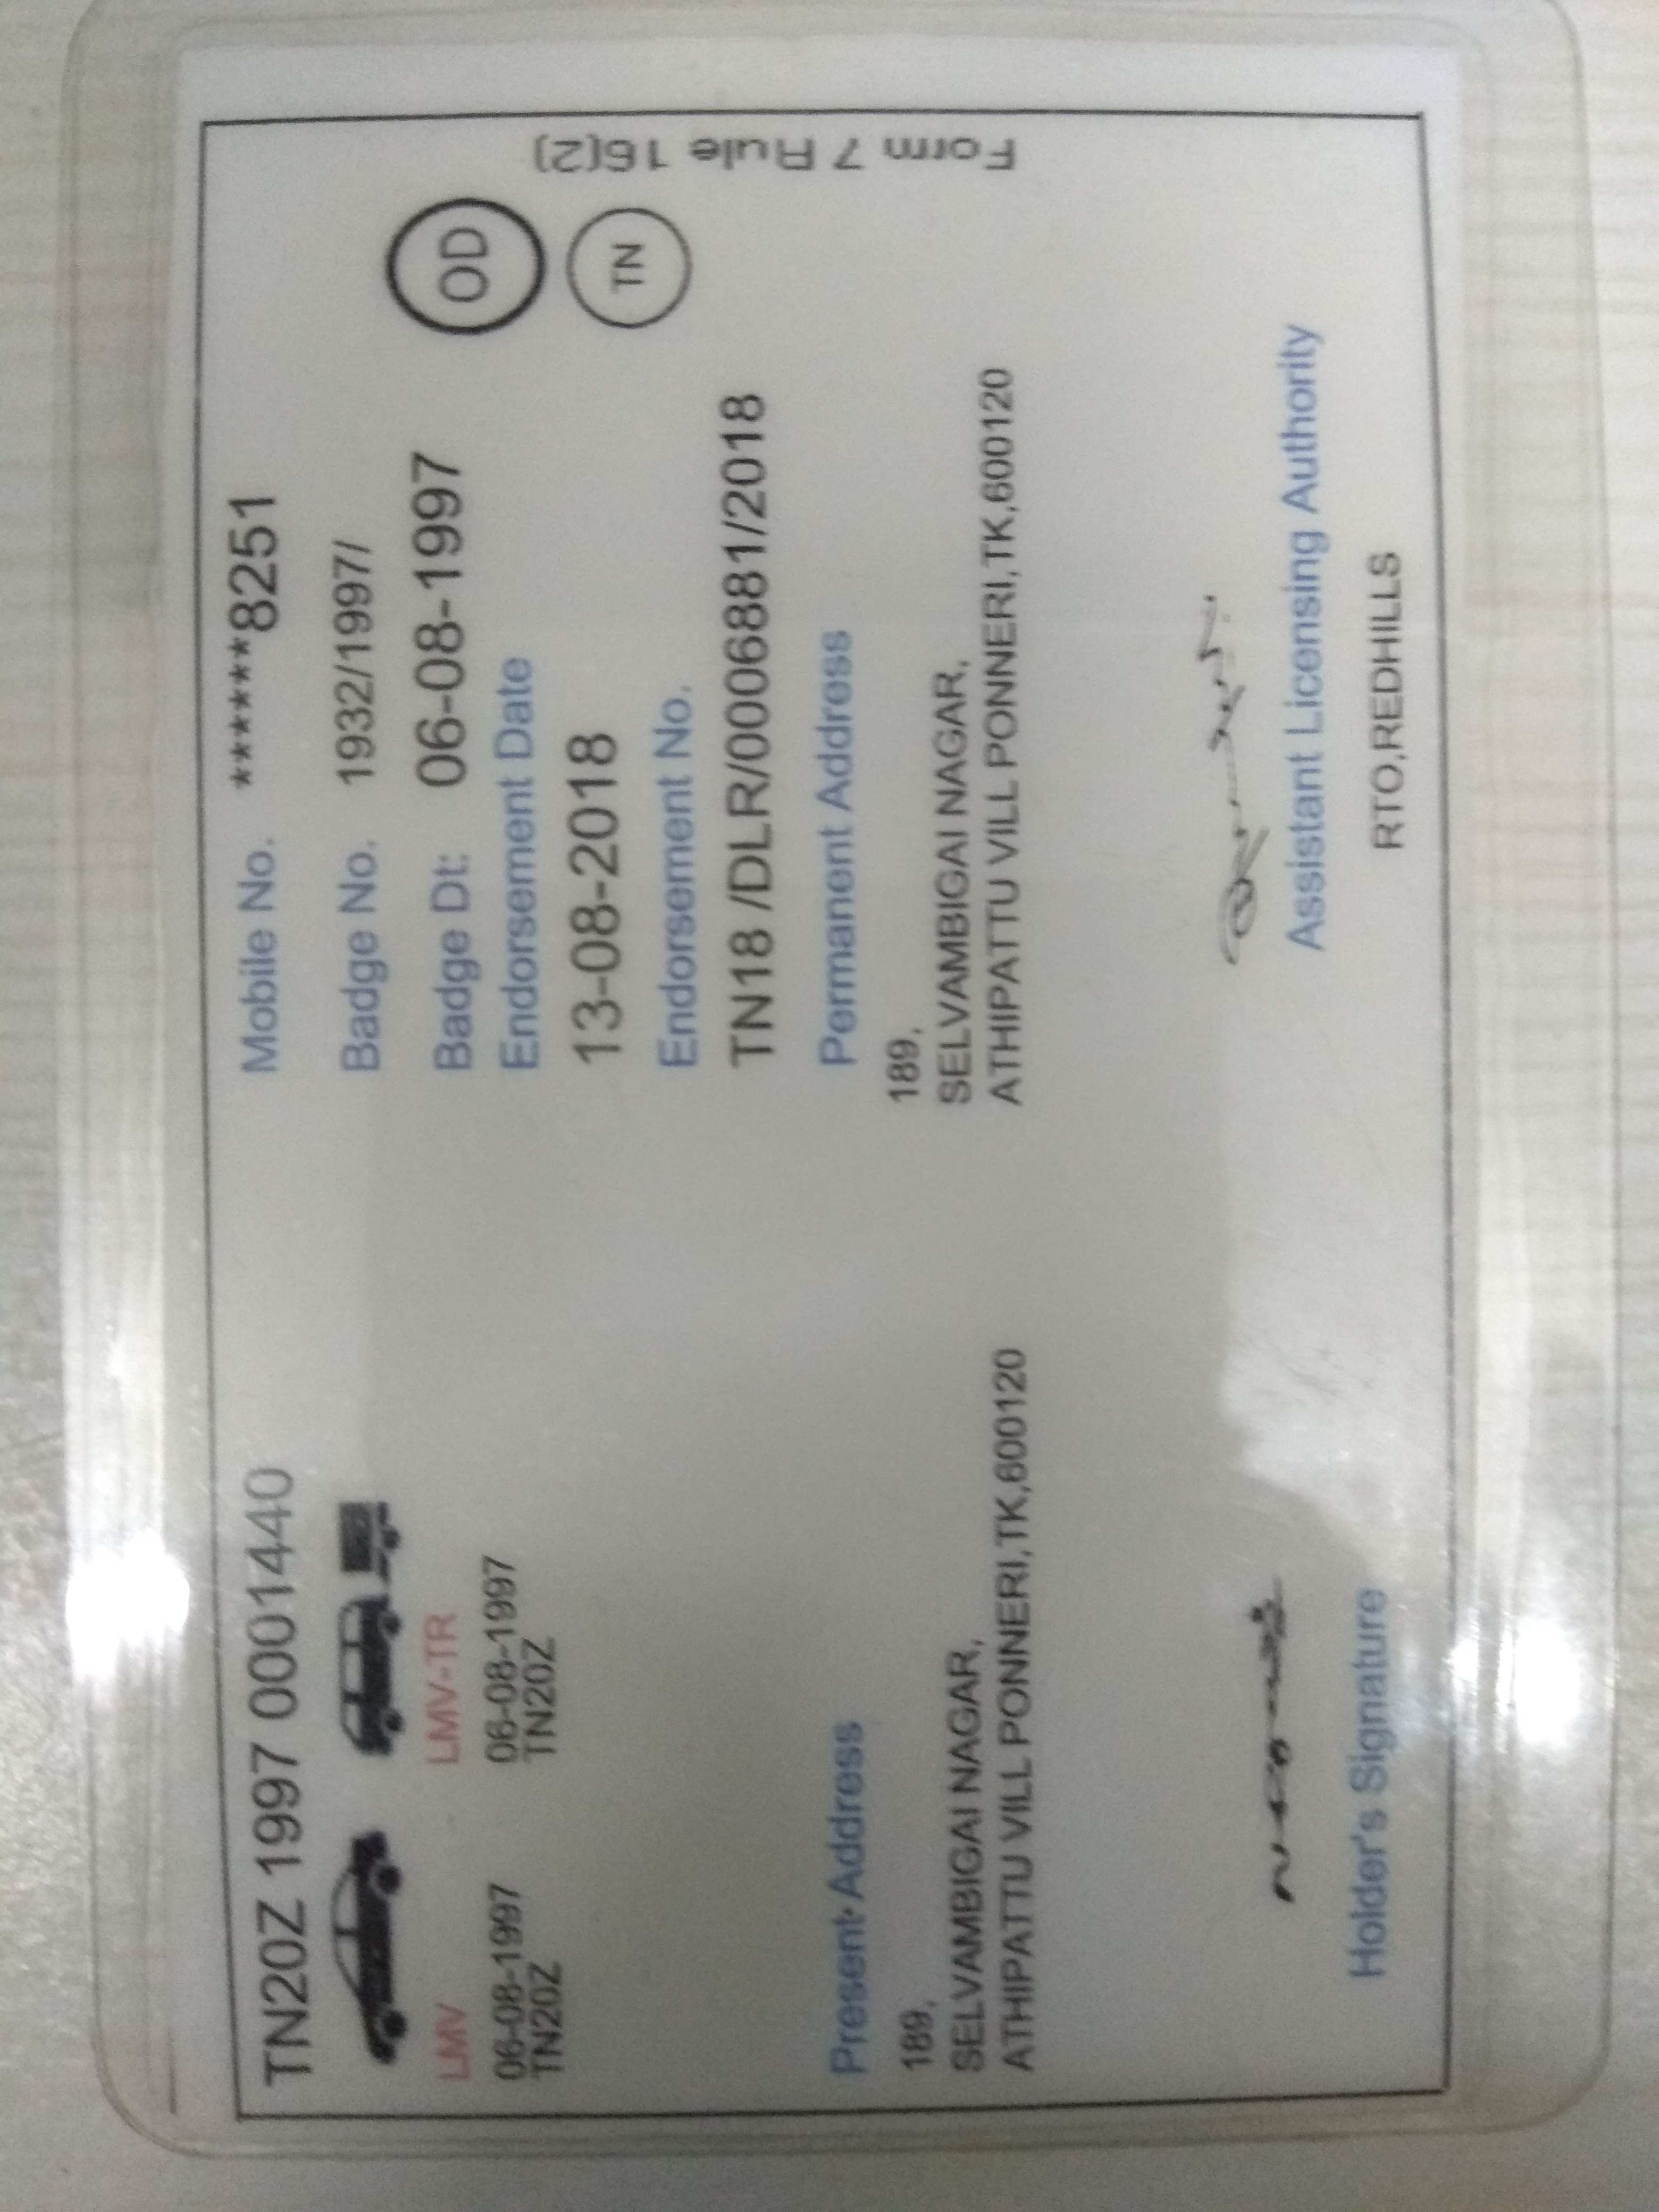 TN20Z 1997 0001440
LMV
06-08-1997
TN20Z
LMV-TR
06-08-1997
TN20Z
Mobile No. ******8251
Badge No. 1932/1997/
Badge Dt: 06-08-1997
Endorsement Date
13-08-2018
Endorsement No.
TN18 /DLR/0006881/2018
OD
TN
Form 7 Rule 16(2)
Present Address
189,
SELVAMBIGAI NAGAR,
ATHIPATTU VILL PONNERI,TK,600120
Permanent Address
189,
SELVAMBIGAI NAGAR,
ATHIPATTU VILL PONNERI,TK,600120
Holder's Signature
Assistant Licensing Authority
RTO,REDHILLS